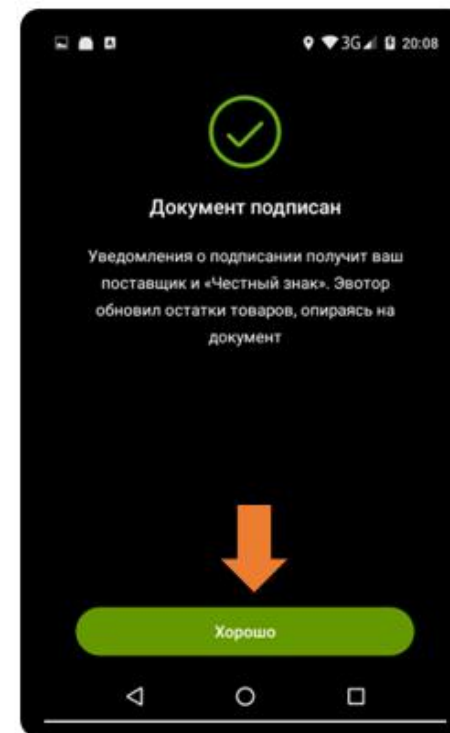 3G 20:08
Документ подписан
Уведомления о подписании получит ваш
поставщик и «Честный знак». Эвотор
обновил остатки товаров, опираясь на
документ
Хорошо